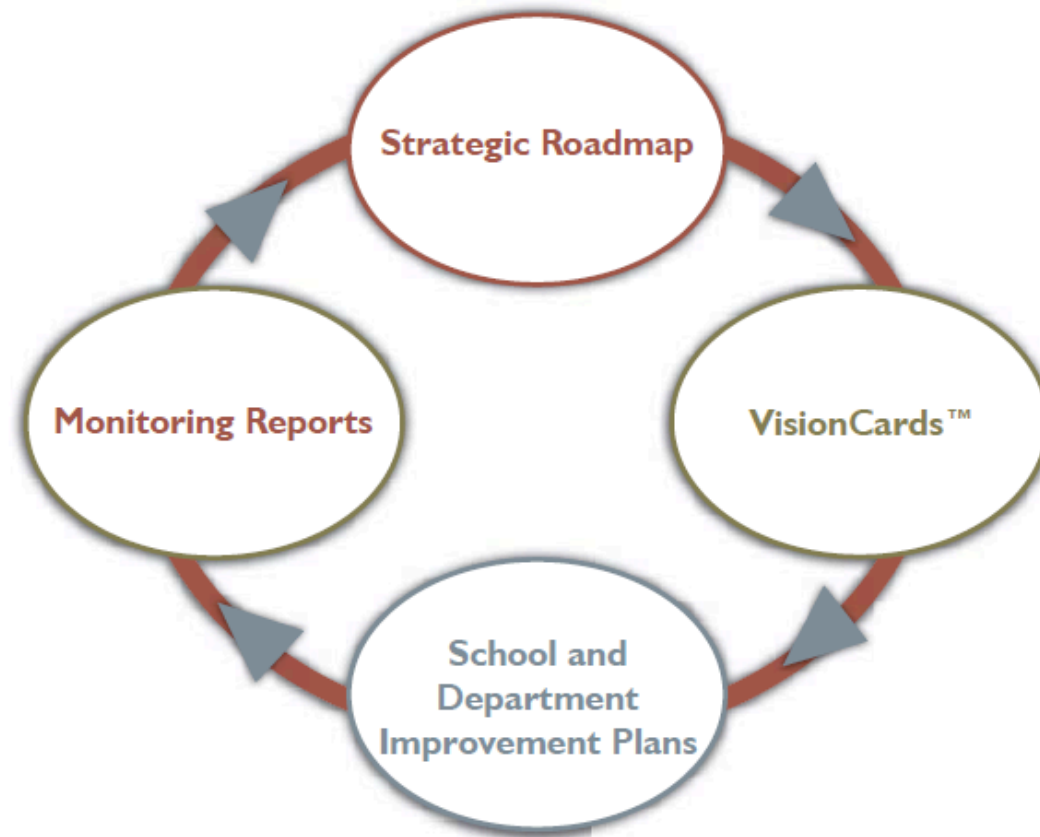 Strategic Roadmap
Monitoring Reports
VisionCards™
School and
Department
Improvement Plans